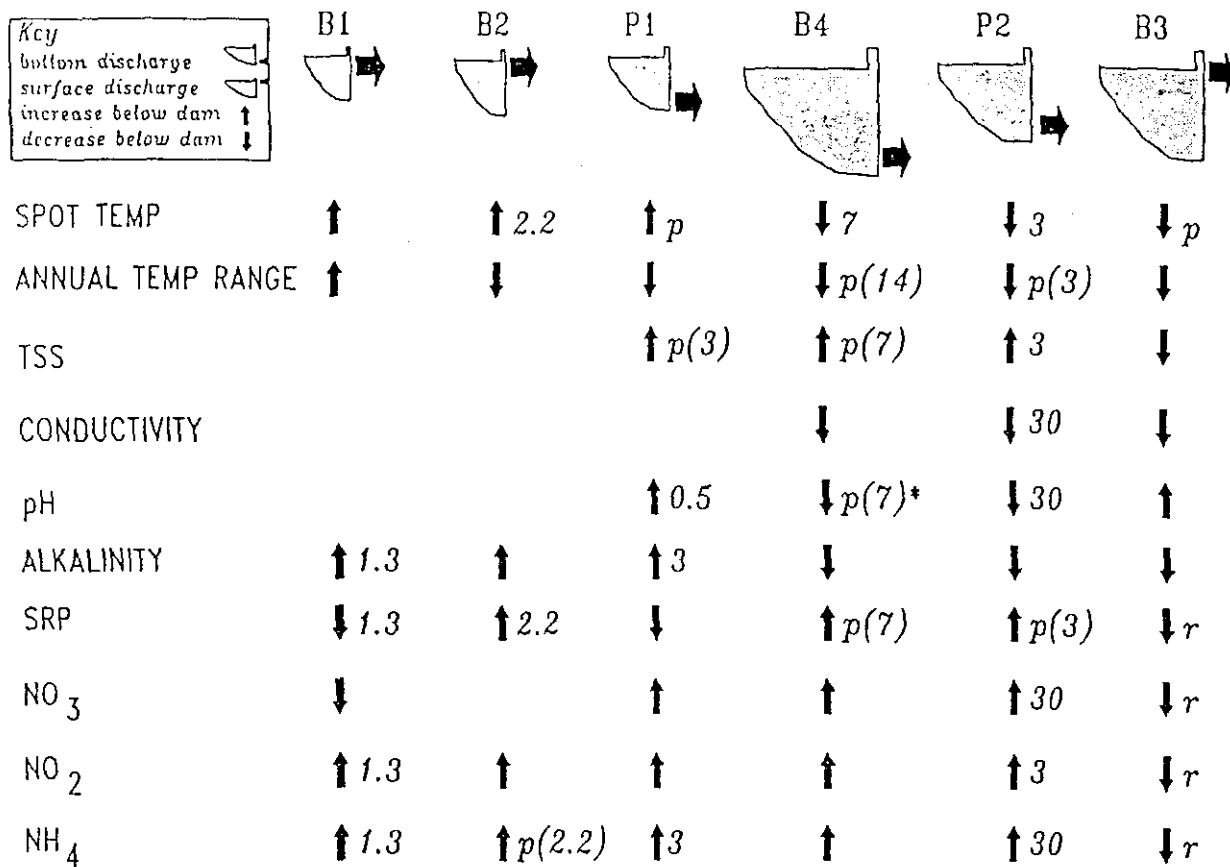 Key
bottom discharge
surface discharge
increase below dam ↑
decrease below dam ↓
B1 B2 P1 B4 P2 B3
SPOT TEMP ↑ ↑ 2.2 ↑ p ↓ 7 ↓ 3 ↓ p
ANNUAL TEMP RANGE ↑ ↓ ↓ ↓ p(14) ↓ p(3) ↓
TSS ↑ p(3) ↑ p(7) ↑ 3 ↓
CONDUCTIVITY ↓ ↓ 30 ↓
pH ↑ 0.5 ↓ p(7)* ↓ 30 ↑
ALKALINITY ↑ 1.3 ↑ ↑ 3 ↓ ↓ ↓
SRP ↓ 1.3 ↑ 2.2 ↓ ↑ p(7) ↑ p(3) ↓ r
NO3 ↓ ↑ ↑ ↑ 30 ↓ r
NO2 ↑ 1.3 ↑ ↑ ↑ ↑ 3 ↓ r
NH4 ↑ 1.3 ↑ p(2.2) ↑ 3 ↑ ↑ 30 ↓ r